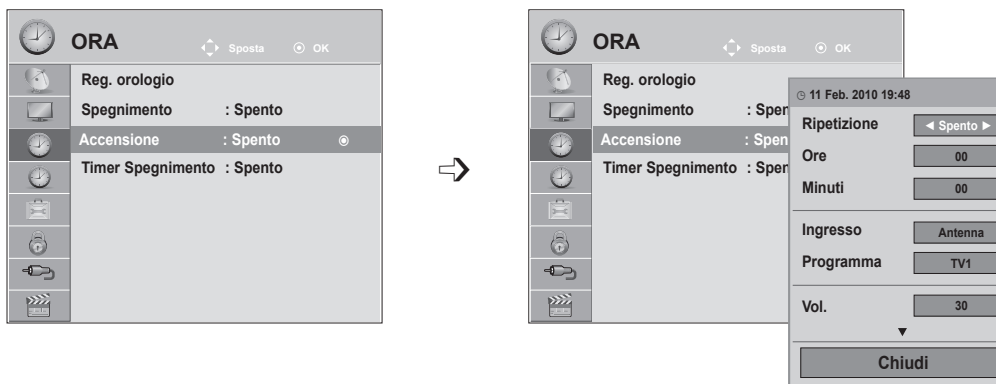 ORA
Sposta OK
Reg. orologio
Spegnimento : Spento
Accensione : Spento
Timer Spegnimento : Spento
ORA
Sposta OK
Reg. orologio
Spegnimento : Spen
Accensione : Spen
Timer Spegnimento : Spen
11 Feb. 2010 19:48
Ripetizione ◄ Spento ►
Ore 00
Minuti 00
Ingresso Antenna
Programma TV1
Vol. 30
▼
Chiudi